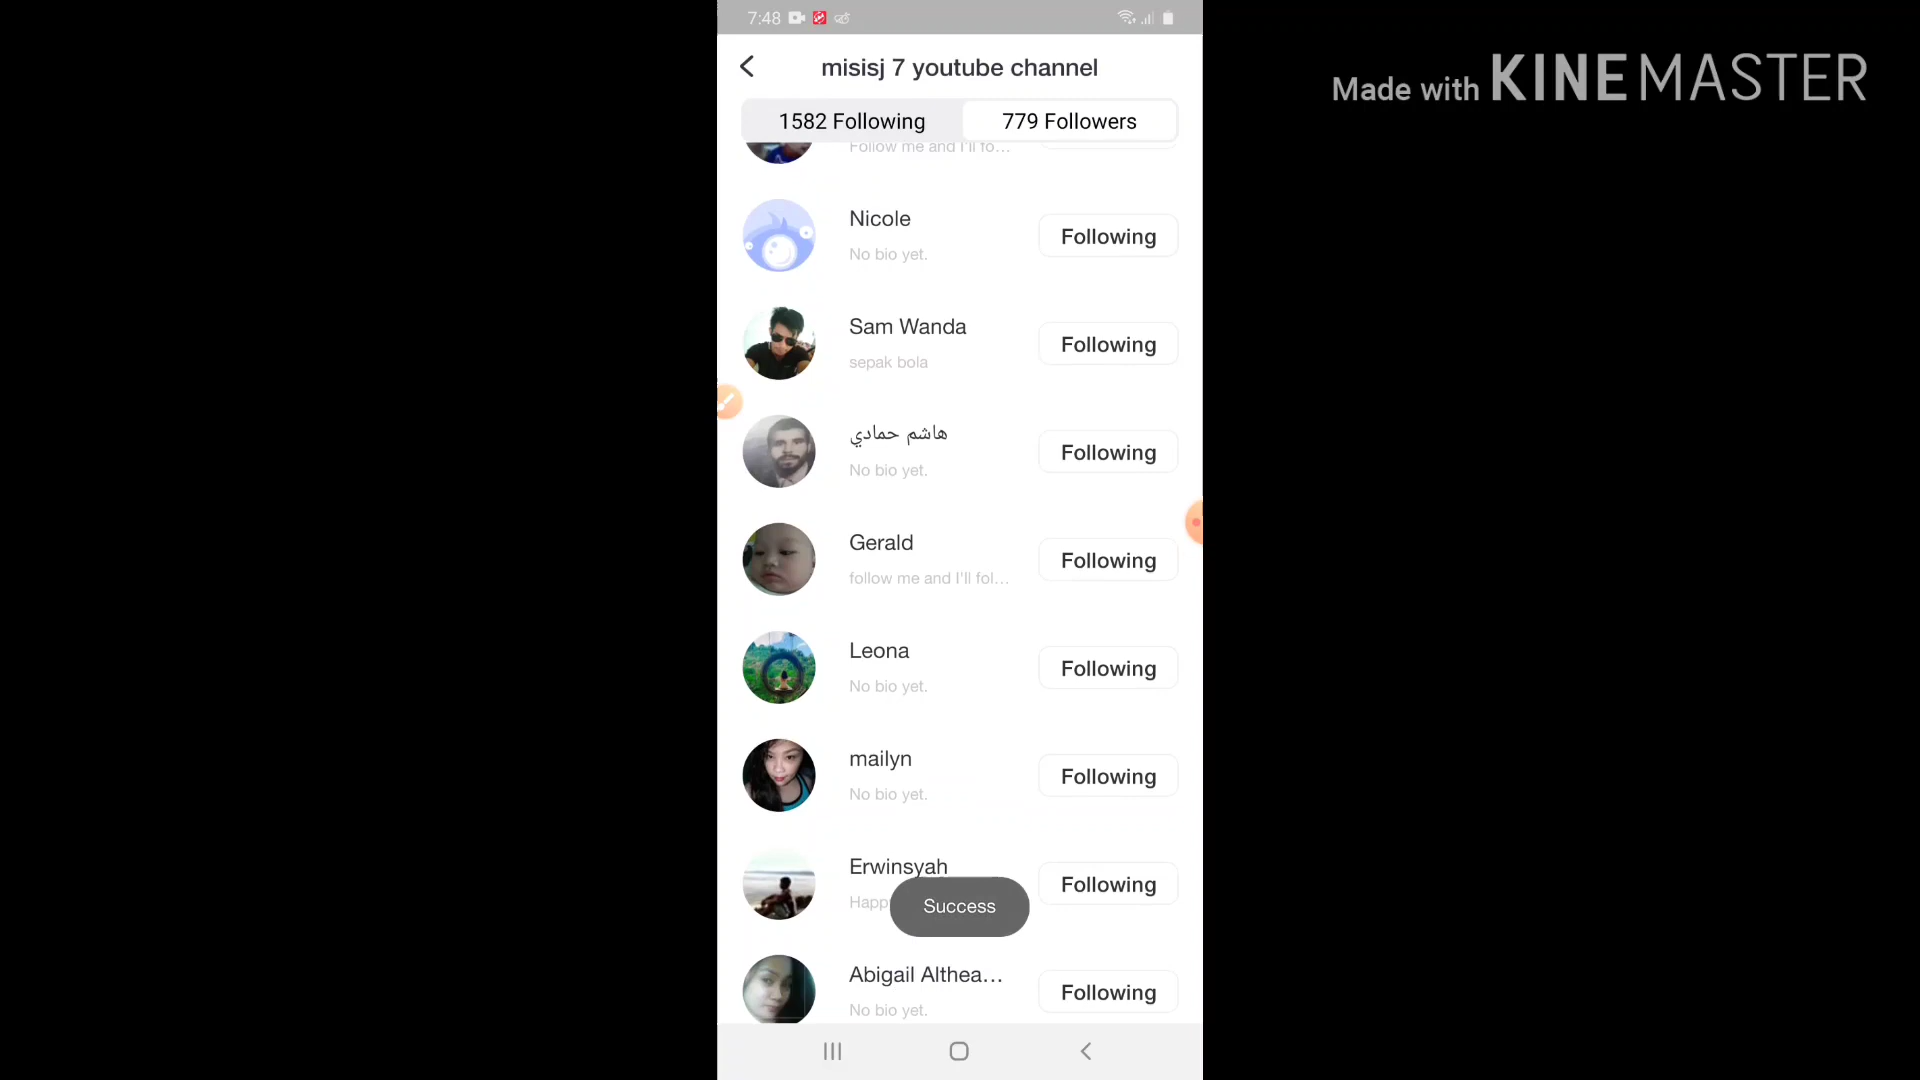 7:48
Made with KINEMASTER
misisj 7 youtube channel
1582 Following
779 Followers
Follow me and I'll fo...
Nicole
No bio yet.
Following
Sam Wanda
sepak bola
Following
هاشم حمادي
No bio yet.
Following
Gerald
follow me and I'll fol...
Following
Leona
No bio yet.
Following
mailyn
No bio yet.
Following
Erwinsyah
Happ
Following
Success
Abigail Althea...
No bio yet.
Following